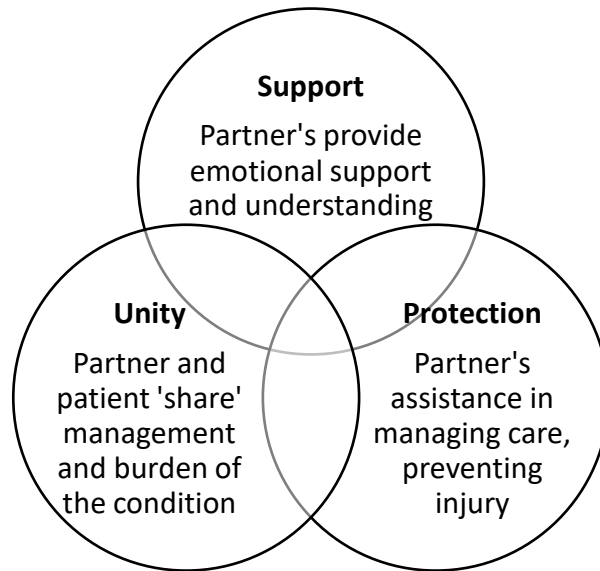 Support
Partner's provide
emotional support
and understanding
Unity
Partner and
patient 'share'
management
and burden of
the condition
Protection
Partner's
assistance in
managing care,
preventing
injury